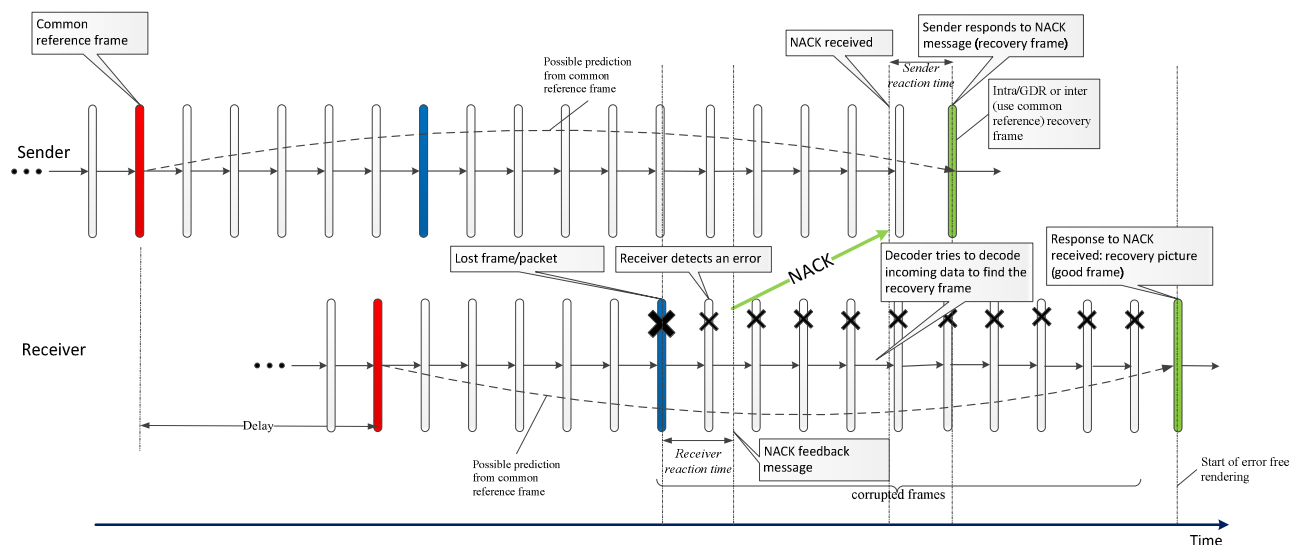 Common
reference frame
Possible prediction
from common
reference frame
NACK received
Sender responds to NACK
message (recovery frame)
Sender
reaction time
Intra/GDR or inter
(use common
reference) recovery
frame
Sender
Lost frame/packet
Receiver detects an error
NACK
Decoder tries to decode
incoming data to find the
recovery frame
Response to NACK
received: recovery picture
(good frame)
Receiver
Delay
Possible prediction
from common
reference frame
Receiver
reaction time
NACK feedback
message
corrupted frames
Start of error free
rendering
Time